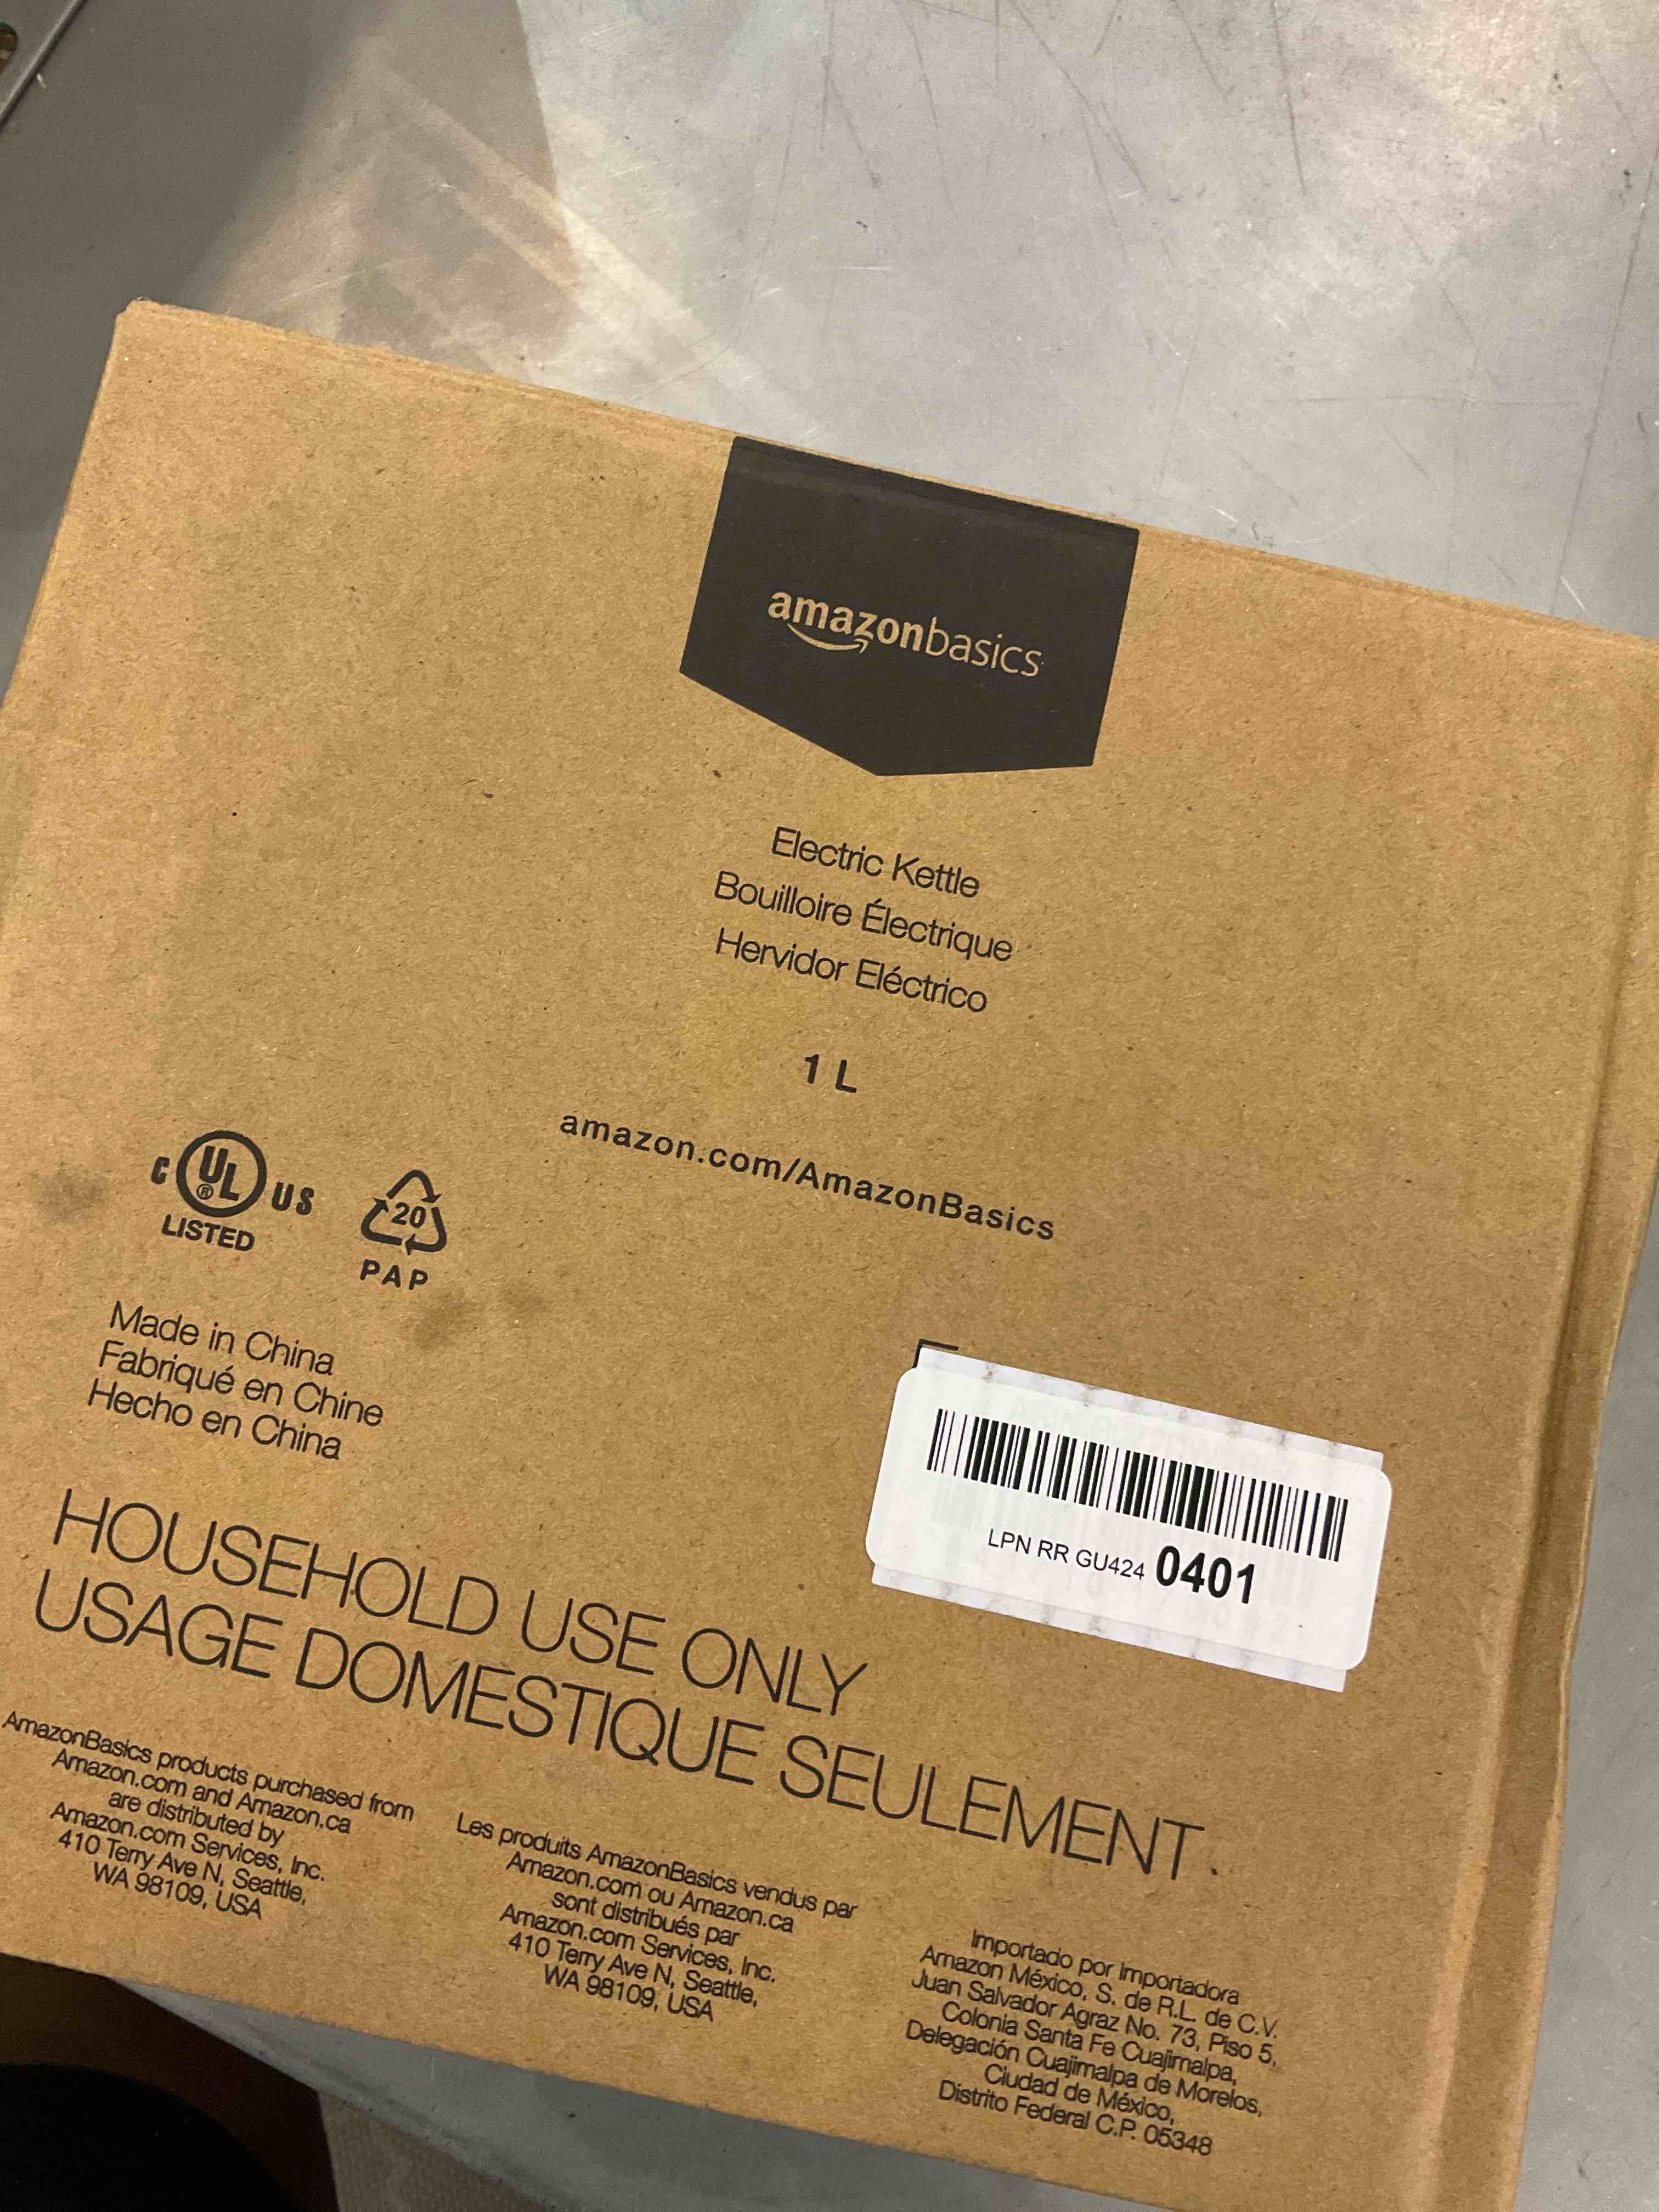 amazonbasics
Electric Kettle
Bouilloire Électrique
Hervidor Eléctrico
1 L
amazon.com/AmazonBasics
C UL® US
LISTED
20
PAP
Made in China
Fabriqué en Chine
Hecho en China
LPN RR GU424 0401
HOUSEHOLD USE ONLY
USAGE DOMESTIQUE SEULEMENT.
AmazonBasics products purchased from
Amazon.com and Amazon.ca
are distributed by
Amazon.com Services, Inc.
410 Terry Ave N, Seattle,
WA 98109, USA
Les produits AmazonBasics vendus par
Amazon.com ou Amazon.ca
sont distribués par
Amazon.com Services, Inc.
410 Terry Ave N, Seattle,
WA 98109, USA
Importado por Importadora
Amazon México, S. de R.L. de C.V.
Juan Salvador Agraz No. 73, Piso 5,
Colonia Santa Fe Cuajimalpa,
Delegación Cuajimalpa de Morelos,
Ciudad de México,
Distrito Federal C.P. 05348